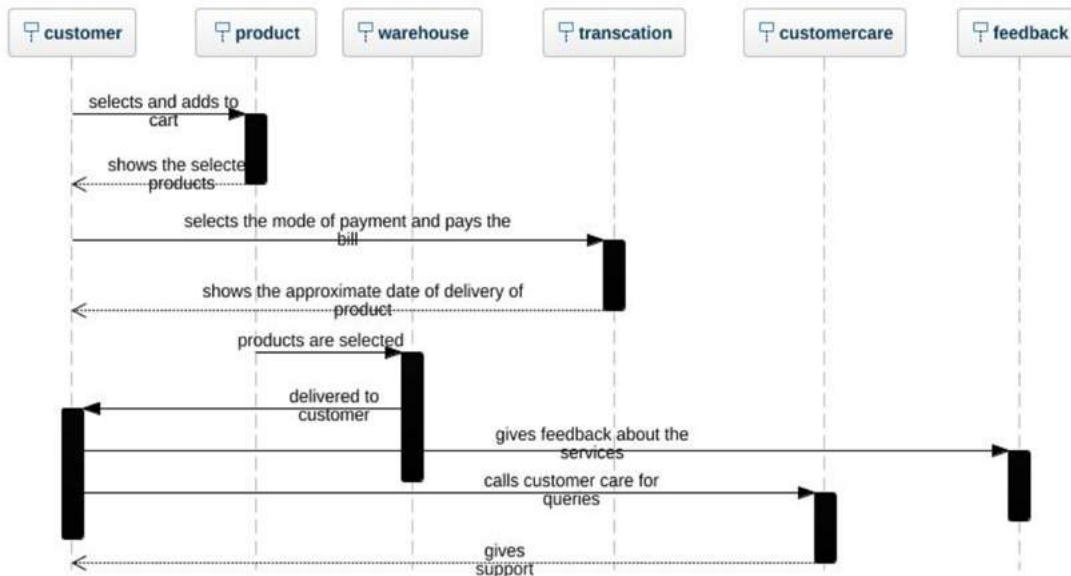 customer
product
warehouse
transcation
customercare
feedback
selects and adds to
cart
shows the selecte
products
selects the mode of payment and pays the
bill
shows the approximate date of delivery of
product
products are selected
delivered to
customer
gives feedback about the
services
calls customer care for
queries
gives
support